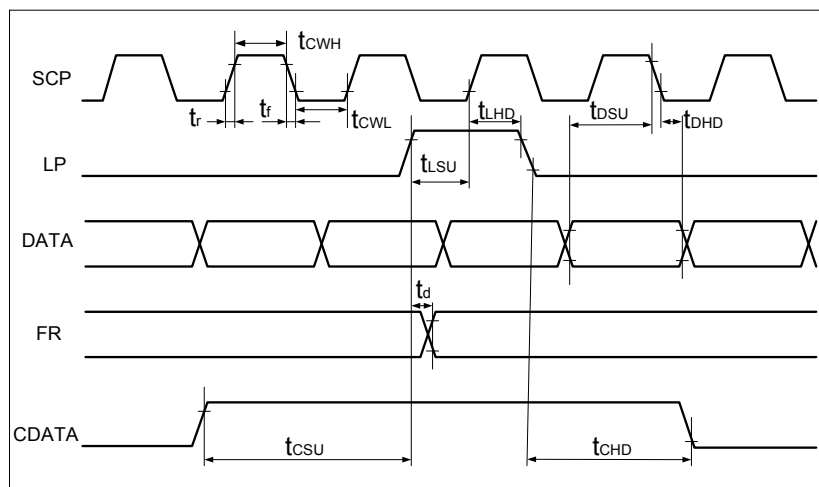 SCP
tCWH
tr
tf
tCWL
tLHD
tDSU
tDHD
LP
tLSU
DATA
td
FR
CDATA
tCSU
tCHD